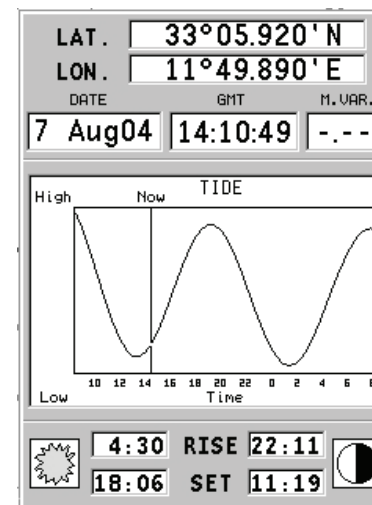 LAT. 33°05.920'N
LON. 11°49.890'E
DATE GMT M.VAR.
7 Aug04 14:10:49 -.--
TIDE
High Now
10 12 14 16 18 20 22 0 2 4 6 8
Low Time
4:30 RISE 22:11
18:06 SET 11:19